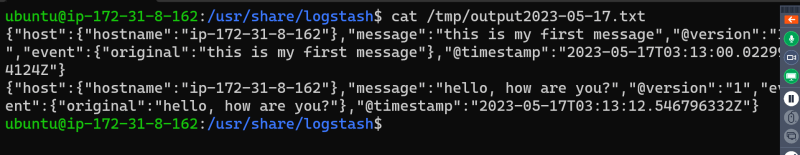 ubuntu@ip-172-31-8-162:/usr/share/logstash$ cat /tmp/output2023-05-17.txt
{"host":{"hostname":"ip-172-31-8-162"},"message":"this is my first message","@version":"1
","event":{"original":"this is my first message"},"@timestamp":"2023-05-17T03:13:00.02299
4124Z"}
{"host":{"hostname":"ip-172-31-8-162"},"message":"hello, how are you?","@version":"1","ev
ent":{"original":"hello, how are you?"},"@timestamp":"2023-05-17T03:13:12.546796332Z"}
ubuntu@ip-172-31-8-162:/usr/share/logstash$